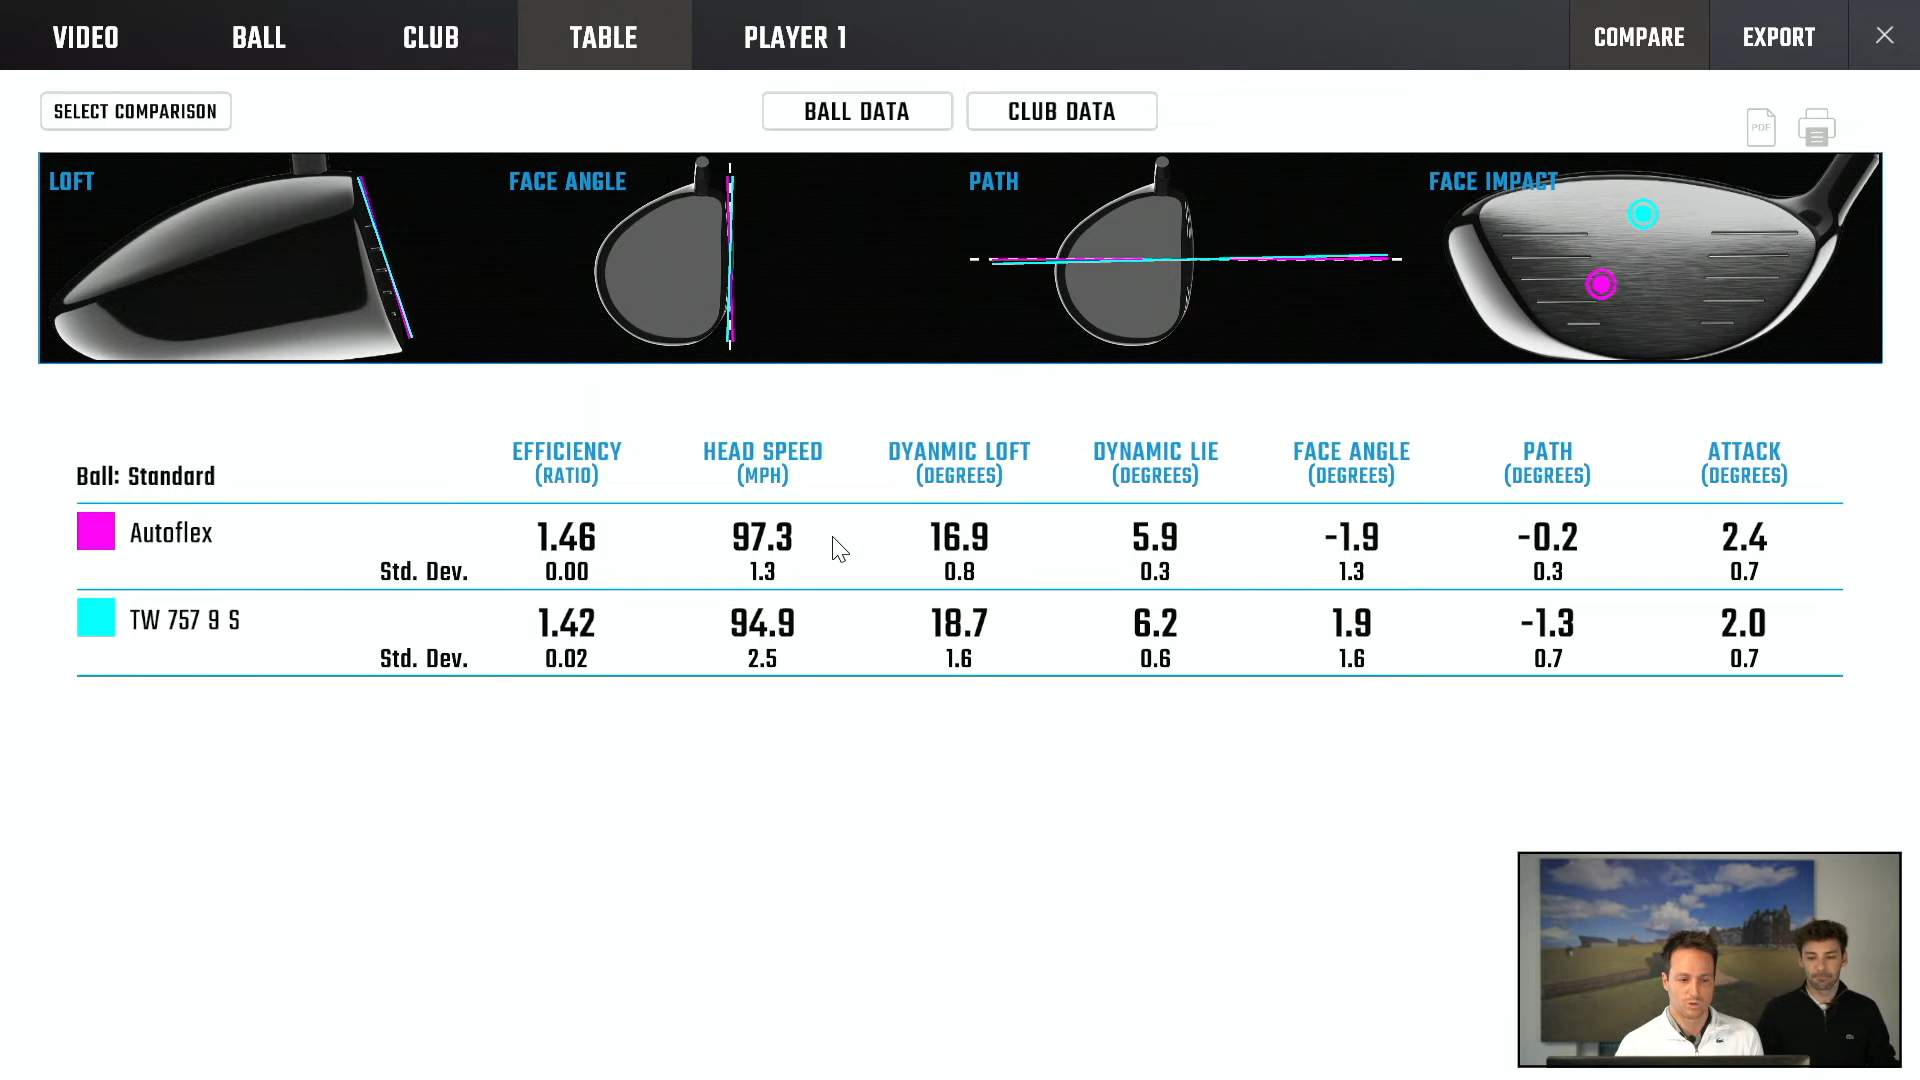 VIDEO BALL CLUB TABLE PLAYER 1 COMPARE EXPORT
SELECT COMPARISON BALL DATA CLUB DATA
PDF
LOFT FACE ANGLE PATH FACE IMPACT
EFFICIENCY HEAD SPEED DYANMIC LOFT DYNAMIC LIE FACE ANGLE PATH ATTACK
Ball: Standard (RATIO) (MPH) (DEGREES) (DEGREES) (DEGREES) (DEGREES) (DEGREES)
Autoflex 1.46 97.3 16.9 5.9 -1.9 -0.2 2.4
Std. Dev. 0.00 1.3 0.8 0.3 1.3 0.3 0.7
TW 757 9 S 1.42 94.9 18.7 6.2 1.9 -1.3 2.0
Std. Dev. 0.02 2.5 1.6 0.6 1.6 0.7 0.7